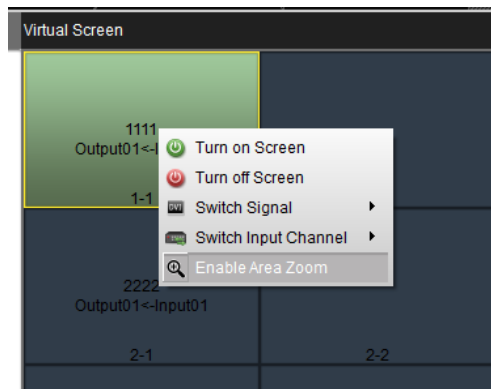 Virtual Screen
1111
Output01<-I
1-1
Turn on Screen
Turn off Screen
DVI
Switch Signal
Switch Input Channel
Enable Area Zoom
2222
Output01<-Input01
2-1
2-2